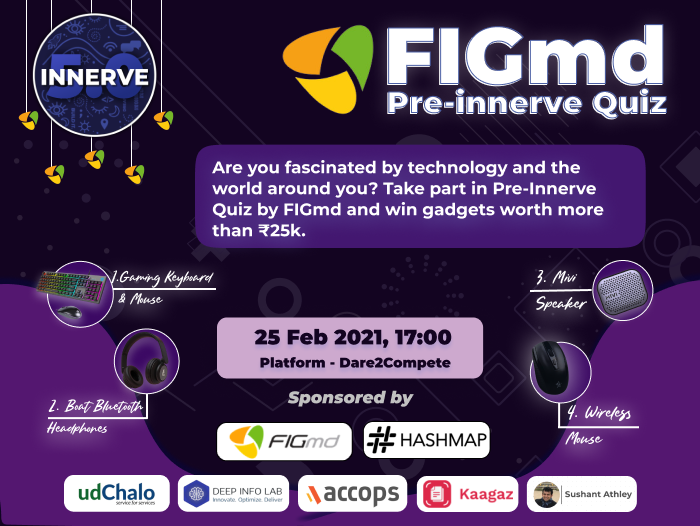 INNERVE
5.0
FIGmd
Pre-innerve Quiz
Are you fascinated by technology and the
world around you? Take part in Pre-Innerve
Quiz by FIGmd and win gadgets worth more
than ₹25k.
1.Gaming Keyboard
& Mouse
3. Mivi
Speaker
25 Feb 2021, 17:00
Platform - Dare2Compete
2. Boat Bluetooth
Headphones
4. Wireless
Mouse
Sponsored by
FIGmd
HASHMAP
udChalo
service for services
DEEP INFO LAB
Innovate. Optimize. Deliver
accops
Kaagaz
Sushant Athley